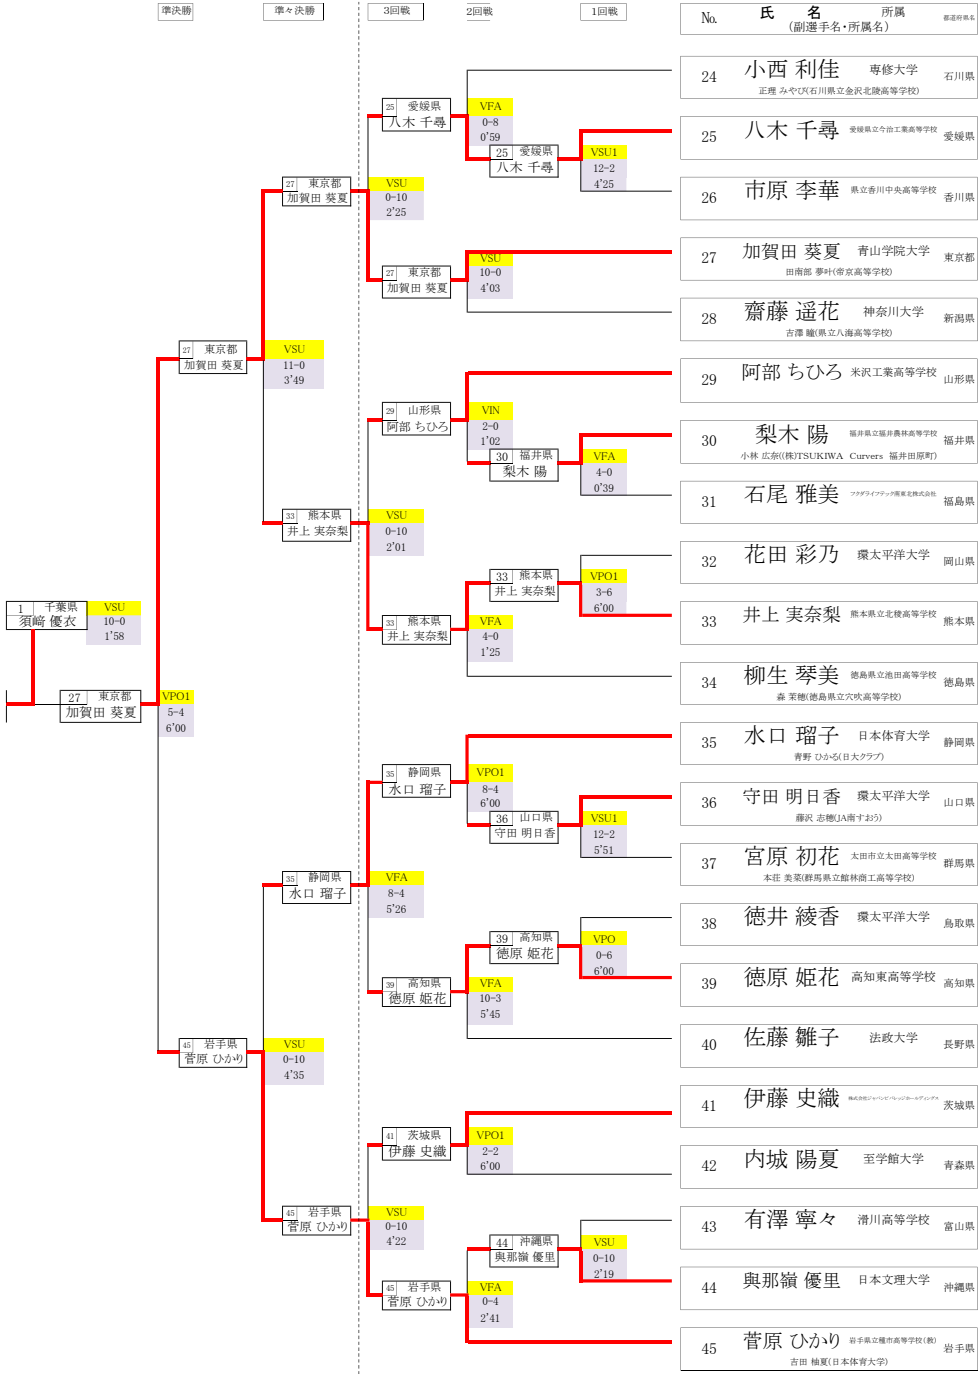 準決勝 準々決勝 3回戦 2回戦 1回戦 No. 氏 名 所属 都道府県名
(副選手名・所属名)
24 小西 利佳 専修大学 石川県
正理 みやび(石川県立金沢北陵高等学校)
25 八木 千尋 愛媛県立今治工業高等学校 愛媛県
26 市原 李華 県立香川中央高等学校 香川県
27 加賀田 葵夏 青山学院大学 東京都
田南部 夢叶(帝京高等学校)
28 齋藤 遥花 神奈川大学 新潟県
吉澤 瞳(県立八海高等学校)
29 阿部 ちひろ 米沢工業高等学校 山形県
30 梨木 陽 福井県立福井農林高等学校 福井県
小林 広奈((株)TSUKIWA Curvers 福井田原町)
31 石尾 雅美 福島県
32 花田 彩乃 環太平洋大学 岡山県
33 井上 実奈梨 熊本県立北稜高等学校 熊本県
34 柳生 琴美 徳島県立池田高等学校 徳島県
森 茉穂(徳島県立穴吹高等学校)
35 水口 瑠子 日本体育大学 静岡県
青野 ひかる(日大クラブ)
36 守田 明日香 環太平洋大学 山口県
藤沢 志穂(JA南すおう)
37 宮原 初花 太田市立太田高等学校 群馬県
本荘 美菜(群馬県立館林商工高等学校)
38 徳井 綾香 環太平洋大学 鳥取県
39 徳原 姫花 高知東高等学校 高知県
40 佐藤 雛子 法政大学 長野県
41 伊藤 史織 茨城県
42 内城 陽夏 至学館大学 青森県
43 有澤 寧々 滑川高等学校 富山県
44 與那嶺 優里 日本文理大学 沖縄県
45 菅原 ひかり 岩手県立種市高等学校(教) 岩手県
吉田 柚夏(日本体育大学)
25 愛媛県
八木 千尋
VSU1
12-2
4'25
30 福井県
梨木 陽
VFA
4-0
0'39
33 熊本県
井上 実奈梨
VPO1
3-6
6'00
36 山口県
守田 明日香
VSU1
12-2
5'51
39 高知県
徳原 姫花
VPO
0-6
6'00
44 沖縄県
與那嶺 優里
VSU
0-10
2'19
25 愛媛県
八木 千尋
VFA
0-8
0'59
27 東京都
加賀田 葵夏
VSU
10-0
4'03
29 山形県
阿部 ちひろ
VIN
2-0
1'02
33 熊本県
井上 実奈梨
VFA
4-0
1'25
35 静岡県
水口 瑠子
VPO1
8-4
6'00
39 高知県
徳原 姫花
VFA
10-3
5'45
41 茨城県
伊藤 史織
VPO1
2-2
6'00
45 岩手県
菅原 ひかり
VFA
0-4
2'41
27 東京都
加賀田 葵夏
VSU
0-10
2'25
33 熊本県
井上 実奈梨
VSU
0-10
2'01
35 静岡県
水口 瑠子
VFA
8-4
5'26
45 岩手県
菅原 ひかり
VSU
0-10
4'22
27 東京都
加賀田 葵夏
VSU
11-0
3'49
45 岩手県
菅原 ひかり
VSU
0-10
4'35
27 東京都
加賀田 葵夏
VPO1
5-4
6'00
1 千葉県
須﨑 優衣
VSU
10-0
1'58